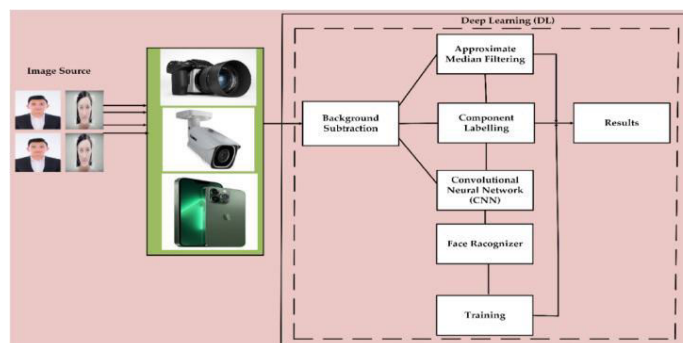 Deep Learning (DL)
Image Source
Approximate
Median Filtering
Background
Subtraction
Component
Labelling
Results
Convolutional
Neural Network
(CNN)
Face Racognizer
Training